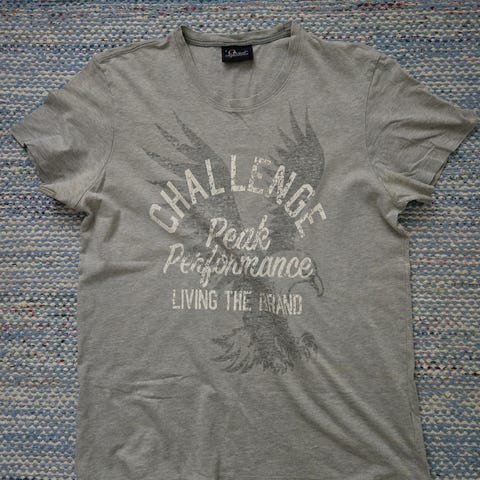 CHALLENGE
Peak
Performance
LIVING THE BRAND